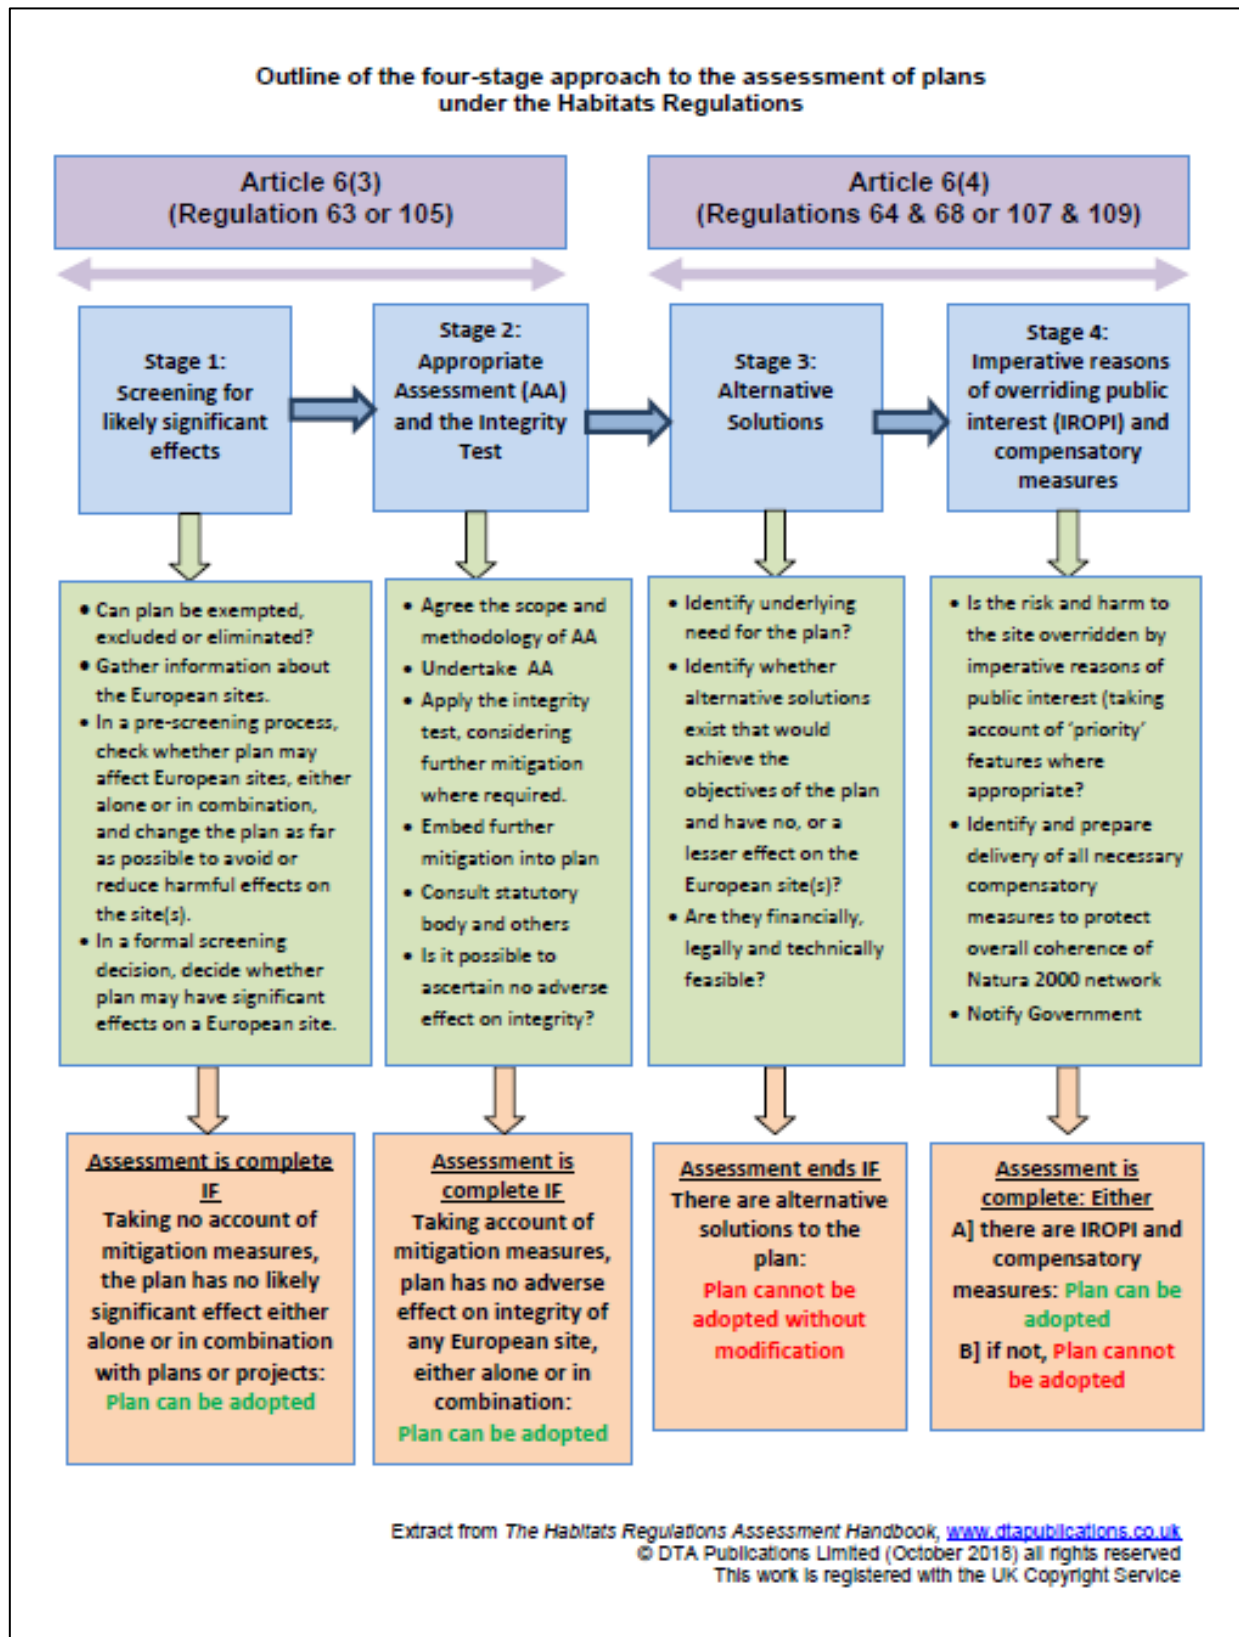 Outline of the four-stage approach to the assessment of plans
under the Habitats Regulations
Article 6(3)
(Regulation 63 or 105)
Article 6(4)
(Regulations 64 & 68 or 107 & 109)
Stage 1:
Screening for
likely significant
effects
Stage 2:
Appropriate
Assessment (AA)
and the Integrity
Test
Stage 3:
Alternative
Solutions
Stage 4:
Imperative reasons
of overriding public
interest (IROPI) and
compensatory
measures
• Can plan be exempted,
excluded or eliminated?
• Gather information about
the European sites.
• In a pre-screening process,
check whether plan may
affect European sites, either
alone or in combination,
and change the plan as far
as possible to avoid or
reduce harmful effects on
the site(s).
• In a formal screening
decision, decide whether
plan may have significant
effects on a European site.
• Agree the scope and
methodology of AA
• Undertake AA
• Apply the integrity
test, considering
further mitigation
where required.
• Embed further
mitigation into plan
• Consult statutory
body and others
• Is it possible to
ascertain no adverse
effect on integrity?
• Identify underlying
need for the plan?
• Identify whether
alternative solutions
exist that would
achieve the
objectives of the plan
and have no, or a
lesser effect on the
European site(s)?
• Are they financially,
legally and technically
feasible?
• Is the risk and harm to
the site overridden by
imperative reasons of
public interest (taking
account of ‘priority’
features where
appropriate?
• Identify and prepare
delivery of all necessary
compensatory
measures to protect
overall coherence of
Natura 2000 network
• Notify Government
Assessment is complete
IF
Taking no account of
mitigation measures,
the plan has no likely
significant effect either
alone or in combination
with plans or projects:
Plan can be adopted
Assessment is
complete IF
Taking account of
mitigation measures,
plan has no adverse
effect on integrity of
any European site,
either alone or in
combination:
Plan can be adopted
Assessment ends IF
There are alternative
solutions to the
plan:
Plan cannot be
adopted without
modification
Assessment is
complete: Either
A] there are IROPI and
compensatory
measures: Plan can be
adopted
B] if not, Plan cannot
be adopted
Extract from The Habitats Regulations Assessment Handbook, www.dtapublications.co.uk
© DTA Publications Limited (October 2018) all rights reserved
This work is registered with the UK Copyright Service